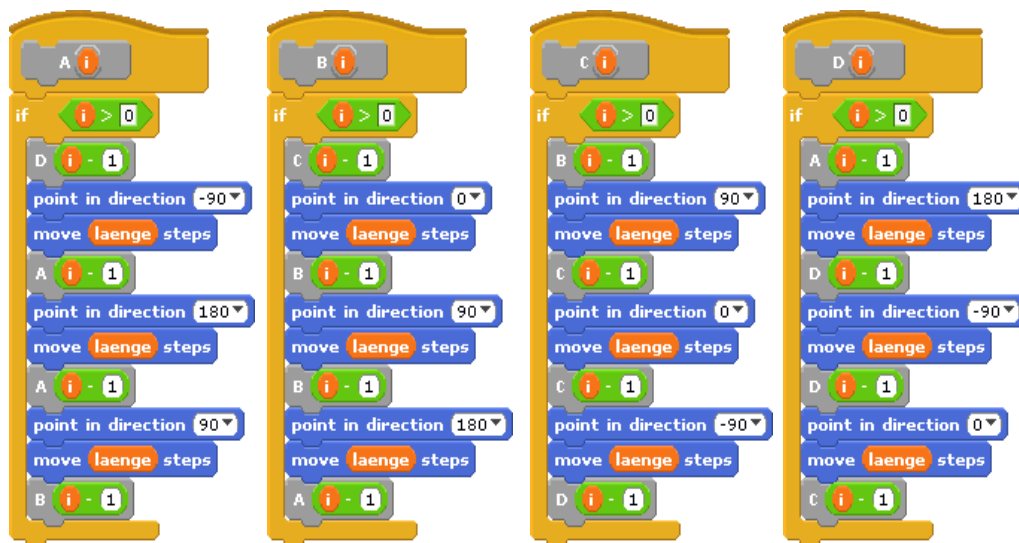 A i
if i > 0
D i - 1
point in direction -90
move laenge steps
A i - 1
point in direction 180
move laenge steps
A i - 1
point in direction 90
move laenge steps
B i - 1
B i
if i > 0
C i - 1
point in direction 0
move laenge steps
B i - 1
point in direction 90
move laenge steps
B i - 1
point in direction 180
move laenge steps
A i - 1
C i
if i > 0
B i - 1
point in direction 90
move laenge steps
C i - 1
point in direction 0
move laenge steps
C i - 1
point in direction -90
move laenge steps
D i - 1
D i
if i > 0
A i - 1
point in direction 180
move laenge steps
D i - 1
point in direction -90
move laenge steps
D i - 1
point in direction 0
move laenge steps
C i - 1